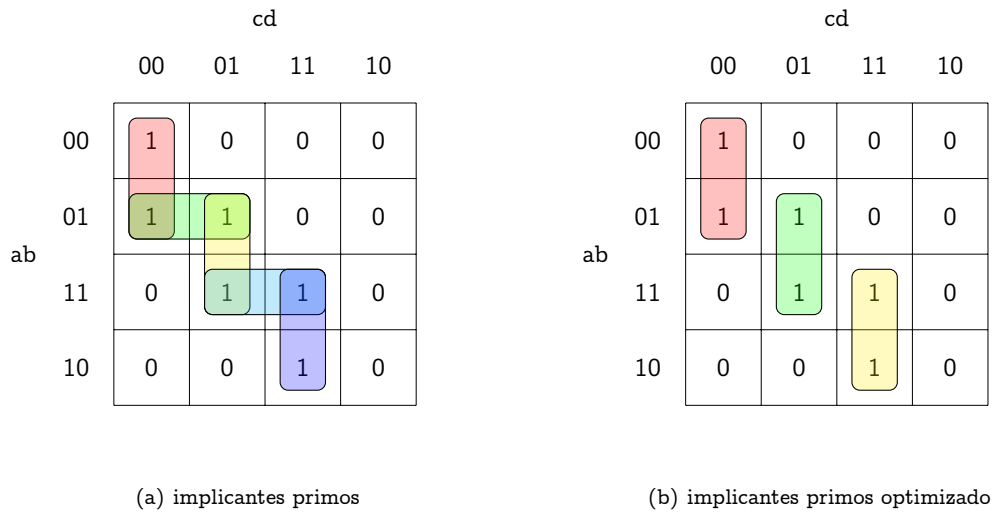 cd cd
00 01 11 10 00 01 11 10
00 1 0 0 0 00 1 0 0 0
01 1 1 0 0 01 1 1 0 0
ab ab
11 0 1 1 0 11 0 1 1 0
10 0 0 1 0 10 0 0 1 0
(a) implicantes primos (b) implicantes primos optimizado